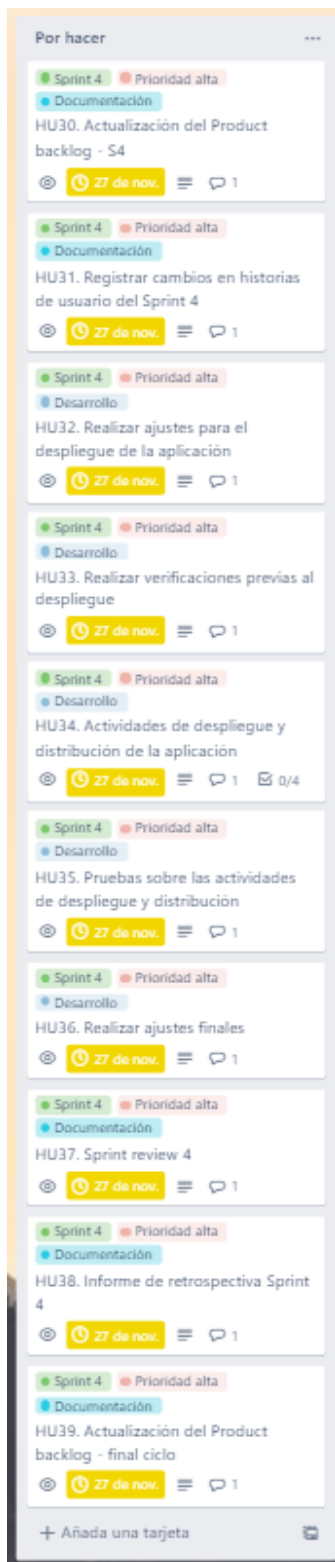 Por hacer
Sprint 4 Prioridad alta
Documentación
HU30. Actualización del Product
backlog - S4
27 de nov. 1
Sprint 4 Prioridad alta
Documentación
HU31. Registrar cambios en historias
de usuario del Sprint 4
27 de nov. 1
Sprint 4 Prioridad alta
Desarrollo
HU32. Realizar ajustes para el
despliegue de la aplicación
27 de nov. 1
Sprint 4 Prioridad alta
Desarrollo
HU33. Realizar verificaciones previas al
despliegue
27 de nov. 1
Sprint 4 Prioridad alta
Desarrollo
HU34. Actividades de despliegue y
distribución de la aplicación
27 de nov. 1 0/4
Sprint 4 Prioridad alta
Desarrollo
HU35. Pruebas sobre las actividades
de despliegue y distribución
27 de nov. 1
Sprint 4 Prioridad alta
Desarrollo
HU36. Realizar ajustes finales
27 de nov. 1
Sprint 4 Prioridad alta
Documentación
HU37. Sprint review 4
27 de nov. 1
Sprint 4 Prioridad alta
Documentación
HU38. Informe de retrospectiva Sprint
4
27 de nov. 1
Sprint 4 Prioridad alta
Documentación
HU39. Actualización del Product
backlog - final ciclo
27 de nov. 1
+ Añada una tarjeta